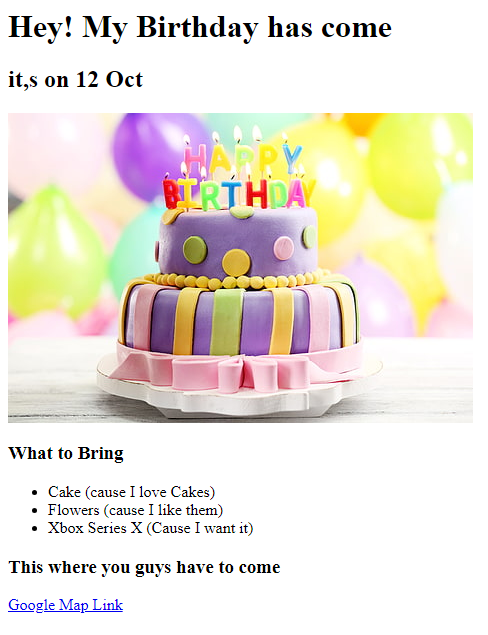 Hey! My Birthday has come
it,s on 12 Oct
HAPPY
BIRTHDAY
What to Bring
Cake (cause I love Cakes)
Flowers (cause I like them)
Xbox Series X (Cause I want it)
This where you guys have to come
Google Map Link